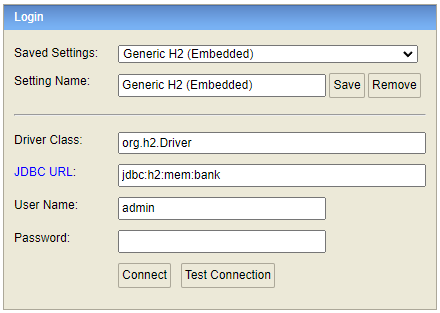 Login
Saved Settings: Generic H2 (Embedded)
Setting Name: Generic H2 (Embedded) Save Remove
Driver Class: org.h2.Driver
JDBC URL: jdbc:h2:mem:bank
User Name: admin
Password:
Connect Test Connection